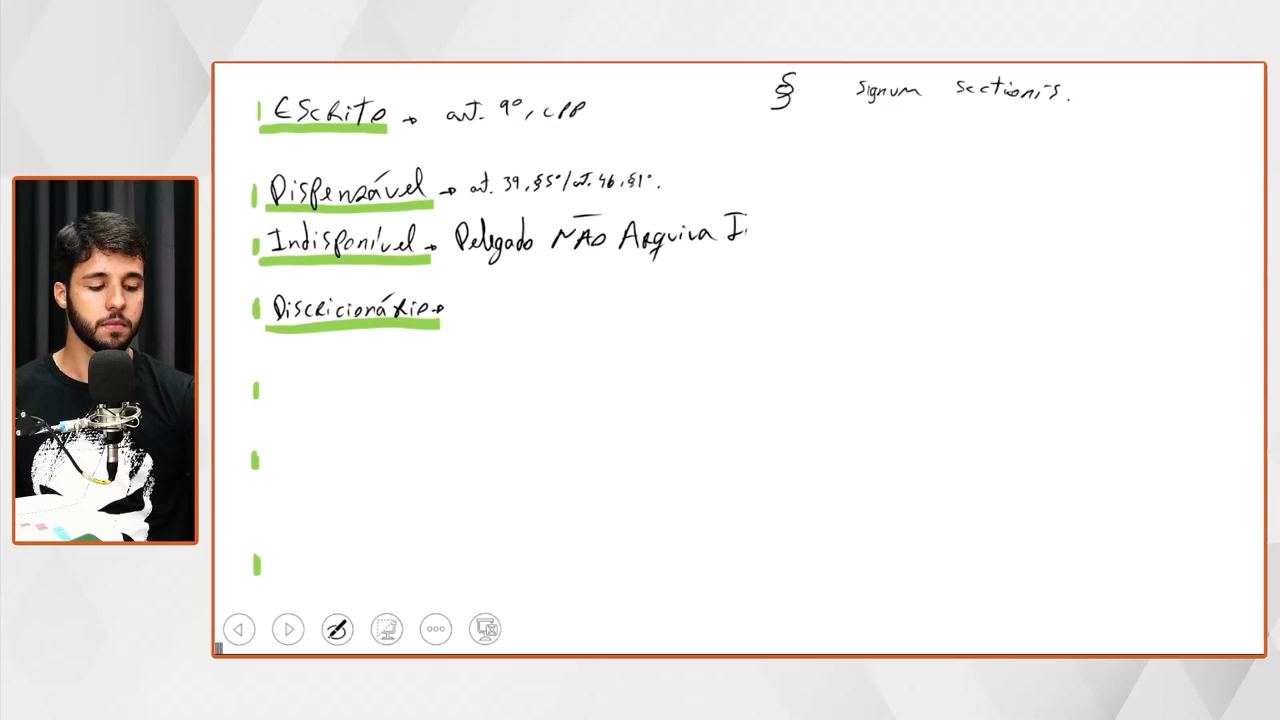 Escrito → art. 9º, CPP
§ signum sectionis.
Dispensável → art. 39, §5º/art. 46, §1º.
Indisponível → Delegado NÃO Arquiva I
Discricionário →